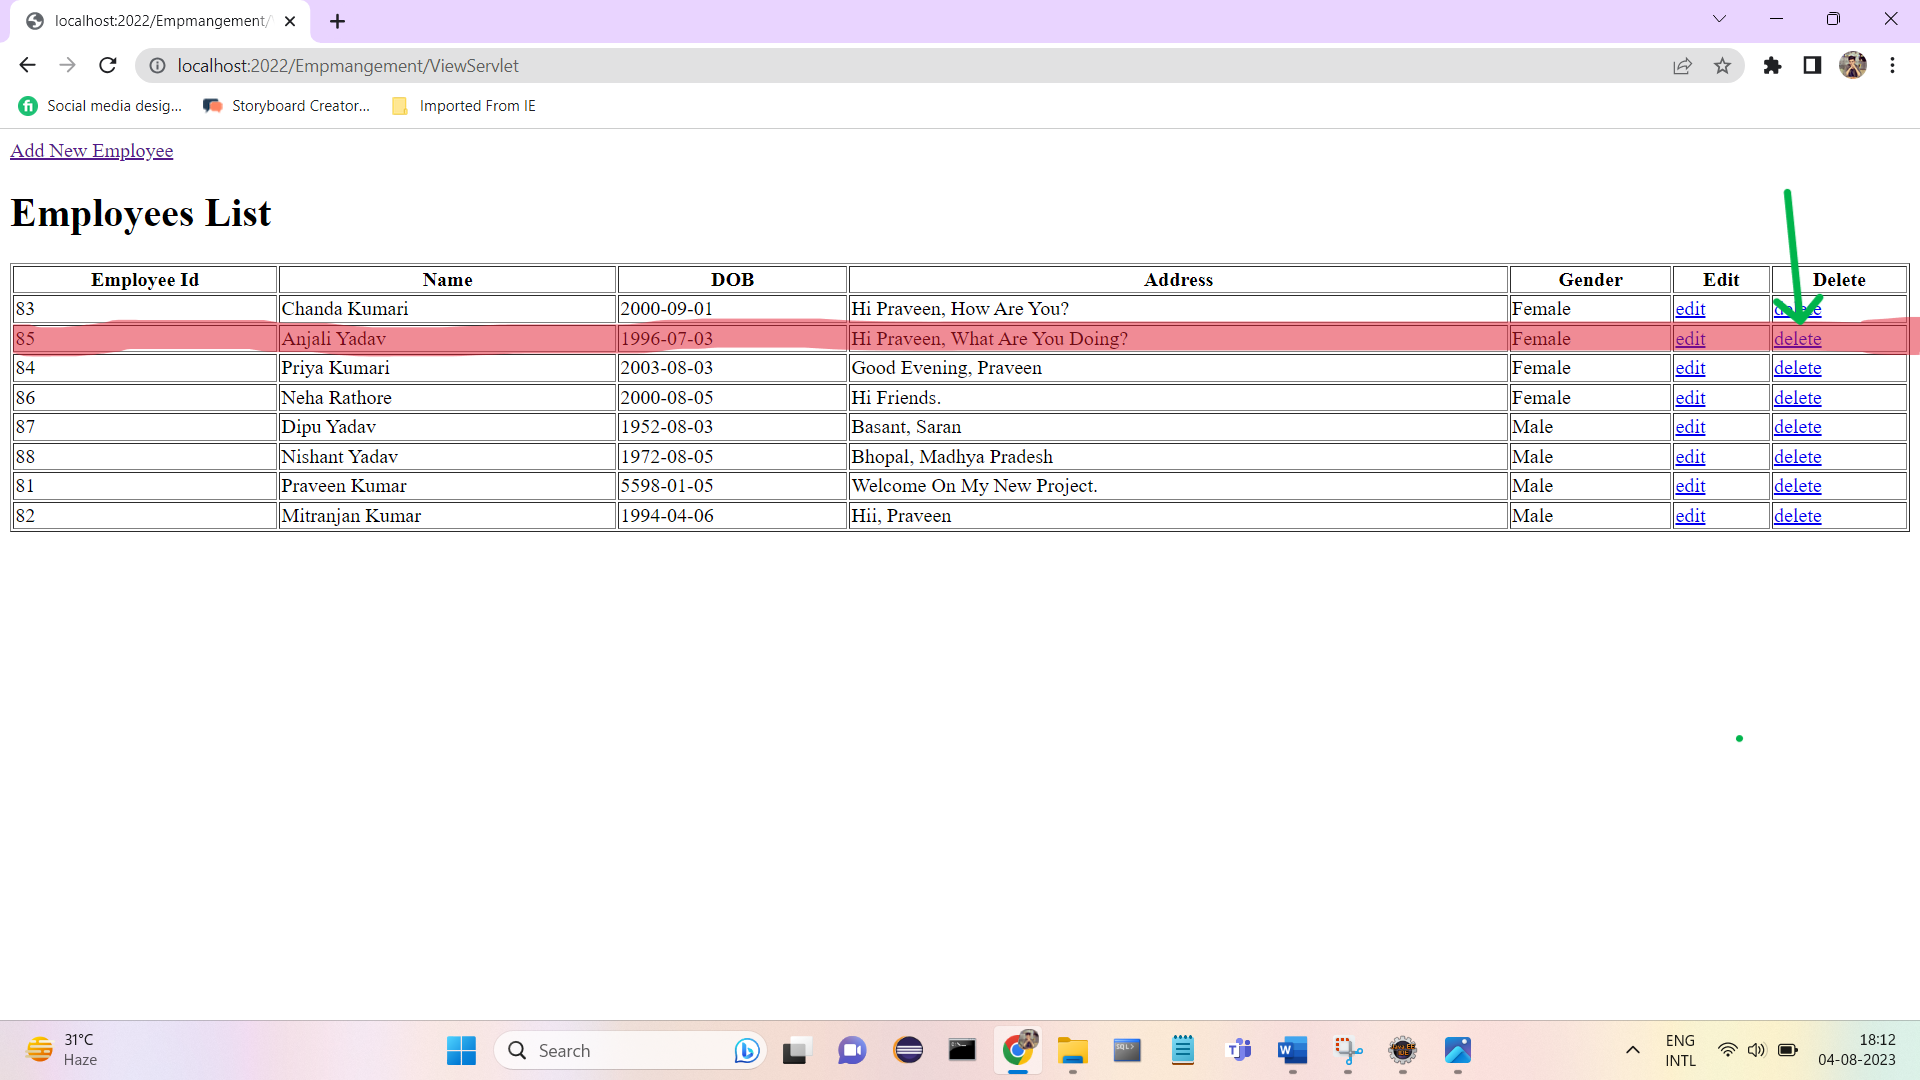 localhost:2022/Empmangement/
localhost:2022/Empmangement/ViewServlet
Social media desig... Storyboard Creator... Imported From IE
Add New Employee
Employees List
Employee Id Name DOB Address Gender Edit Delete
83 Chanda Kumari 2000-09-01 Hi Praveen, How Are You? Female edit delete
85 Anjali Yadav 1996-07-03 Hi Praveen, What Are You Doing? Female edit delete
84 Priya Kumari 2003-08-03 Good Evening, Praveen Female edit delete
86 Neha Rathore 2000-08-05 Hi Friends. Female edit delete
87 Dipu Yadav 1952-08-03 Basant, Saran Male edit delete
88 Nishant Yadav 1972-08-05 Bhopal, Madhya Pradesh Male edit delete
81 Praveen Kumar 5598-01-05 Welcome On My New Project. Male edit delete
82 Mitranjan Kumar 1994-04-06 Hii, Praveen Male edit delete
31°C
Haze
Search
ENG
INTL
18:12
04-08-2023